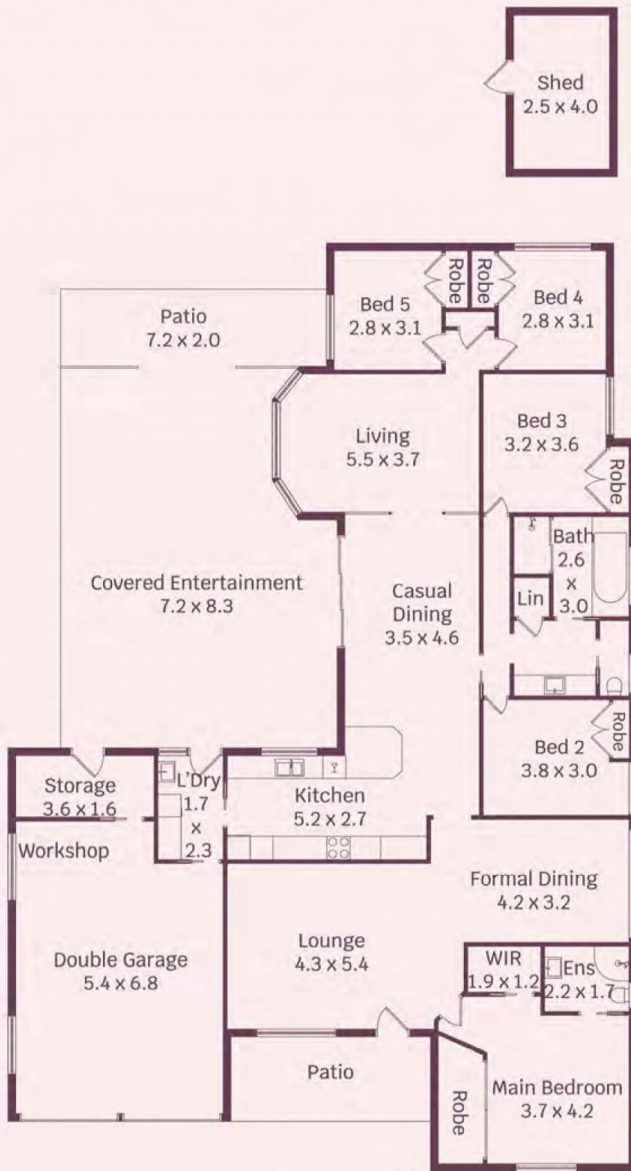 Shed
2.5 x 4.0
Robe
Robe
Bed 5
2.8 x 3.1
Bed 4
2.8 x 3.1
Patio
7.2 x 2.0
Living
5.5 x 3.7
Bed 3
3.2 x 3.6
Robe
Bath
2.6
x
3.0
Lin
Covered Entertainment
7.2 x 8.3
Casual
Dining
3.5 x 4.6
Robe
Bed 2
3.8 x 3.0
Storage
3.6 x 1.6
L'Dry
1.7
x
2.3
Kitchen
5.2 x 2.7
Workshop
Formal Dining
4.2 x 3.2
Lounge
4.3 x 5.4
Double Garage
5.4 x 6.8
WIR
1.9 x 1.2
Ens
2.2 x 1.7
Patio
Robe
Main Bedroom
3.7 x 4.2